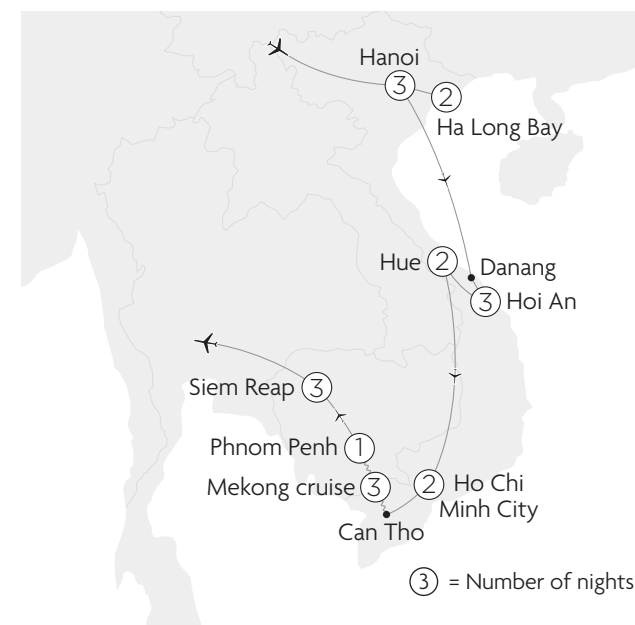 Hanoi
3
2
Ha Long Bay
Hue
2
Danang
3
Hoi An
Siem Reap
3
Phnom Penh
1
Mekong cruise
3
2
Ho Chi
Minh City
Can Tho
3 = Number of nights